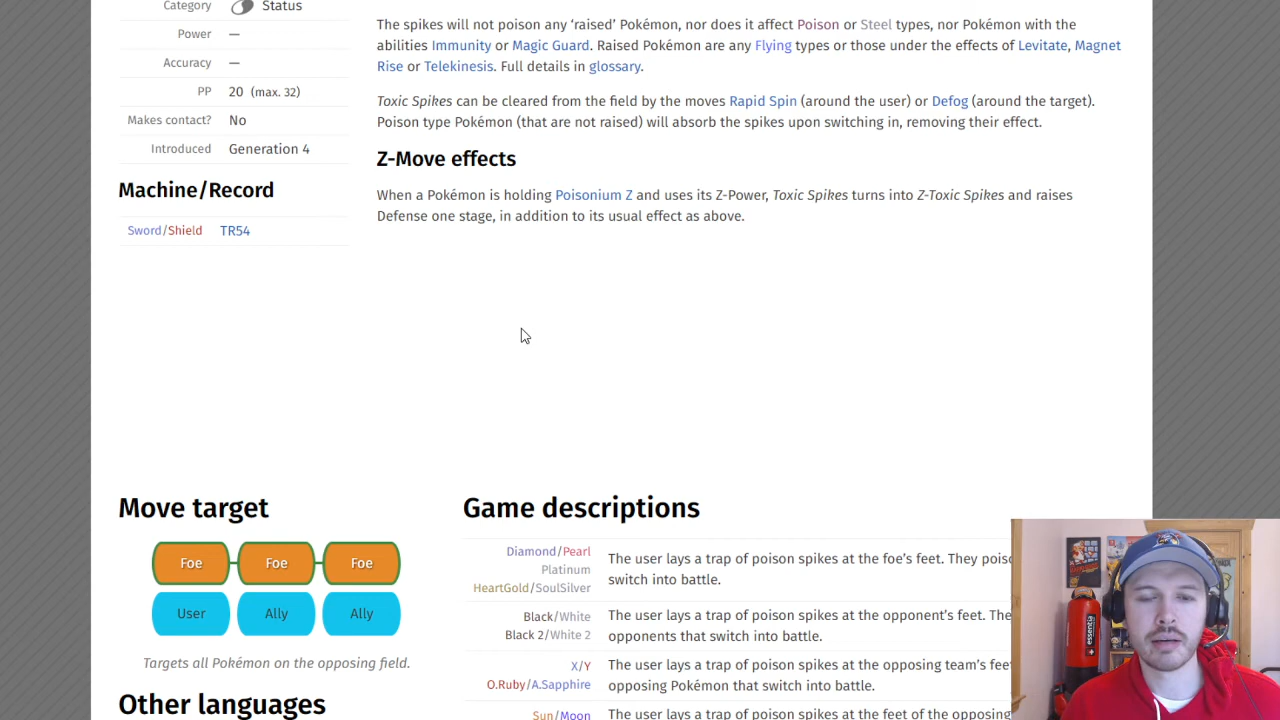 Category Status
Power —
Accuracy —
PP 20 (max. 32)
Makes contact? No
Introduced Generation 4
Machine/Record
Sword/Shield TR54
The spikes will not poison any ‘raised’ Pokémon, nor does it affect Poison or Steel types, nor Pokémon with the
abilities Immunity or Magic Guard. Raised Pokémon are any Flying types or those under the effects of Levitate, Magnet
Rise or Telekinesis. Full details in glossary.
Toxic Spikes can be cleared from the field by the moves Rapid Spin (around the user) or Defog (around the target).
Poison type Pokémon (that are not raised) will absorb the spikes upon switching in, removing their effect.
Z-Move effects
When a Pokémon is holding Poisonium Z and uses its Z-Power, Toxic Spikes turns into Z-Toxic Spikes and raises
Defense one stage, in addition to its usual effect as above.
Move target
Foe Foe Foe
User Ally Ally
Targets all Pokémon on the opposing field.
Other languages
Game descriptions
Diamond/Pearl
Platinum
HeartGold/SoulSilver
The user lays a trap of poison spikes at the foe’s feet. They
switch into battle.
Black/White
Black 2/White 2
The user lays a trap of poison spikes at the opponent’s feet.
opponents that switch into battle.
X/Y
O.Ruby/A.Sapphire
The user lays a trap of poison spikes at the opposing team’s
opposing Pokémon that switch into battle.
Sun/Moon
The user lays a trap of poison spikes at the feet of the opposing
essentia